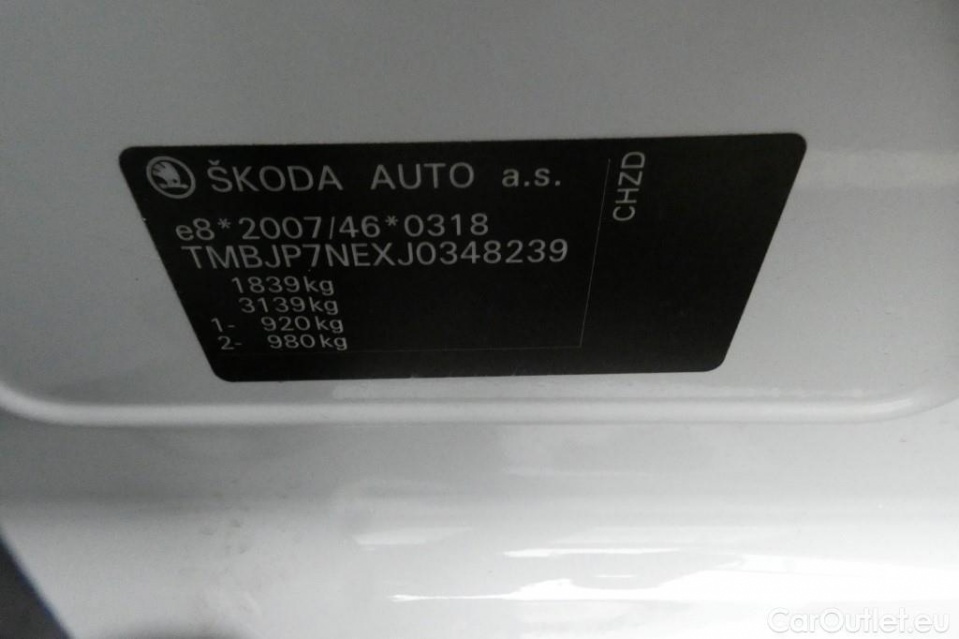 ŠKODA AUTO a.s.
e8*2007/46*0318
TMBJP7NEXJ0348239
1839kg
3139kg
1- 920kg
2- 980kg
CHZD
CarOutlet.eu